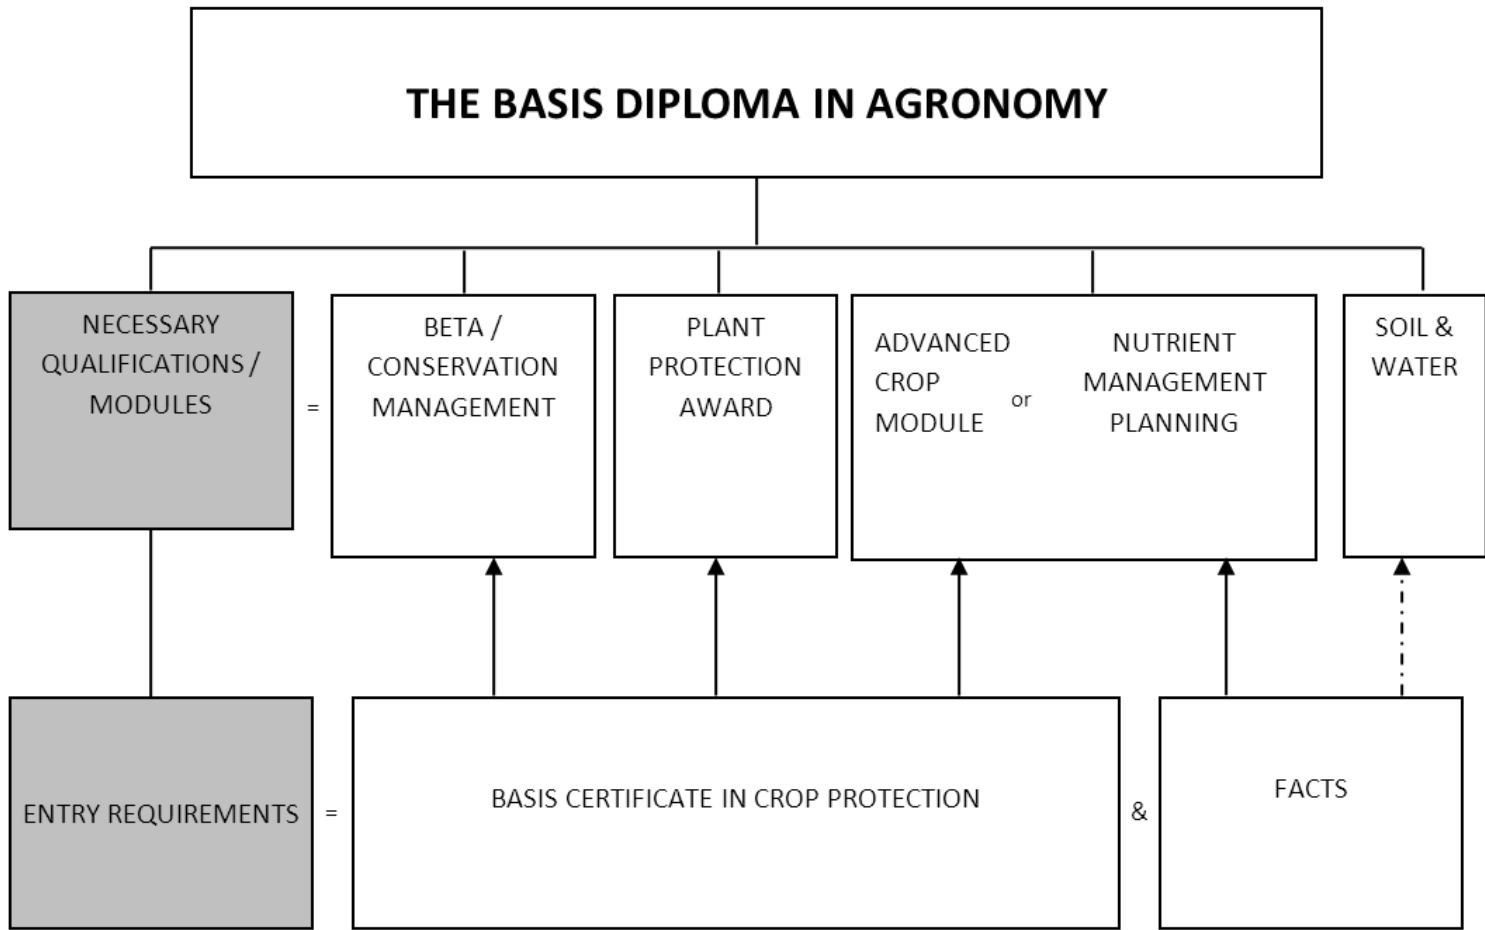 THE BASIS DIPLOMA IN AGRONOMY
NECESSARY
QUALIFICATIONS /
MODULES
=
BETA /
CONSERVATION
MANAGEMENT
PLANT
PROTECTION
AWARD
ADVANCED
CROP
MODULE
or
NUTRIENT
MANAGEMENT
PLANNING
SOIL &
WATER
ENTRY REQUIREMENTS
=
BASIS CERTIFICATE IN CROP PROTECTION
&
FACTS